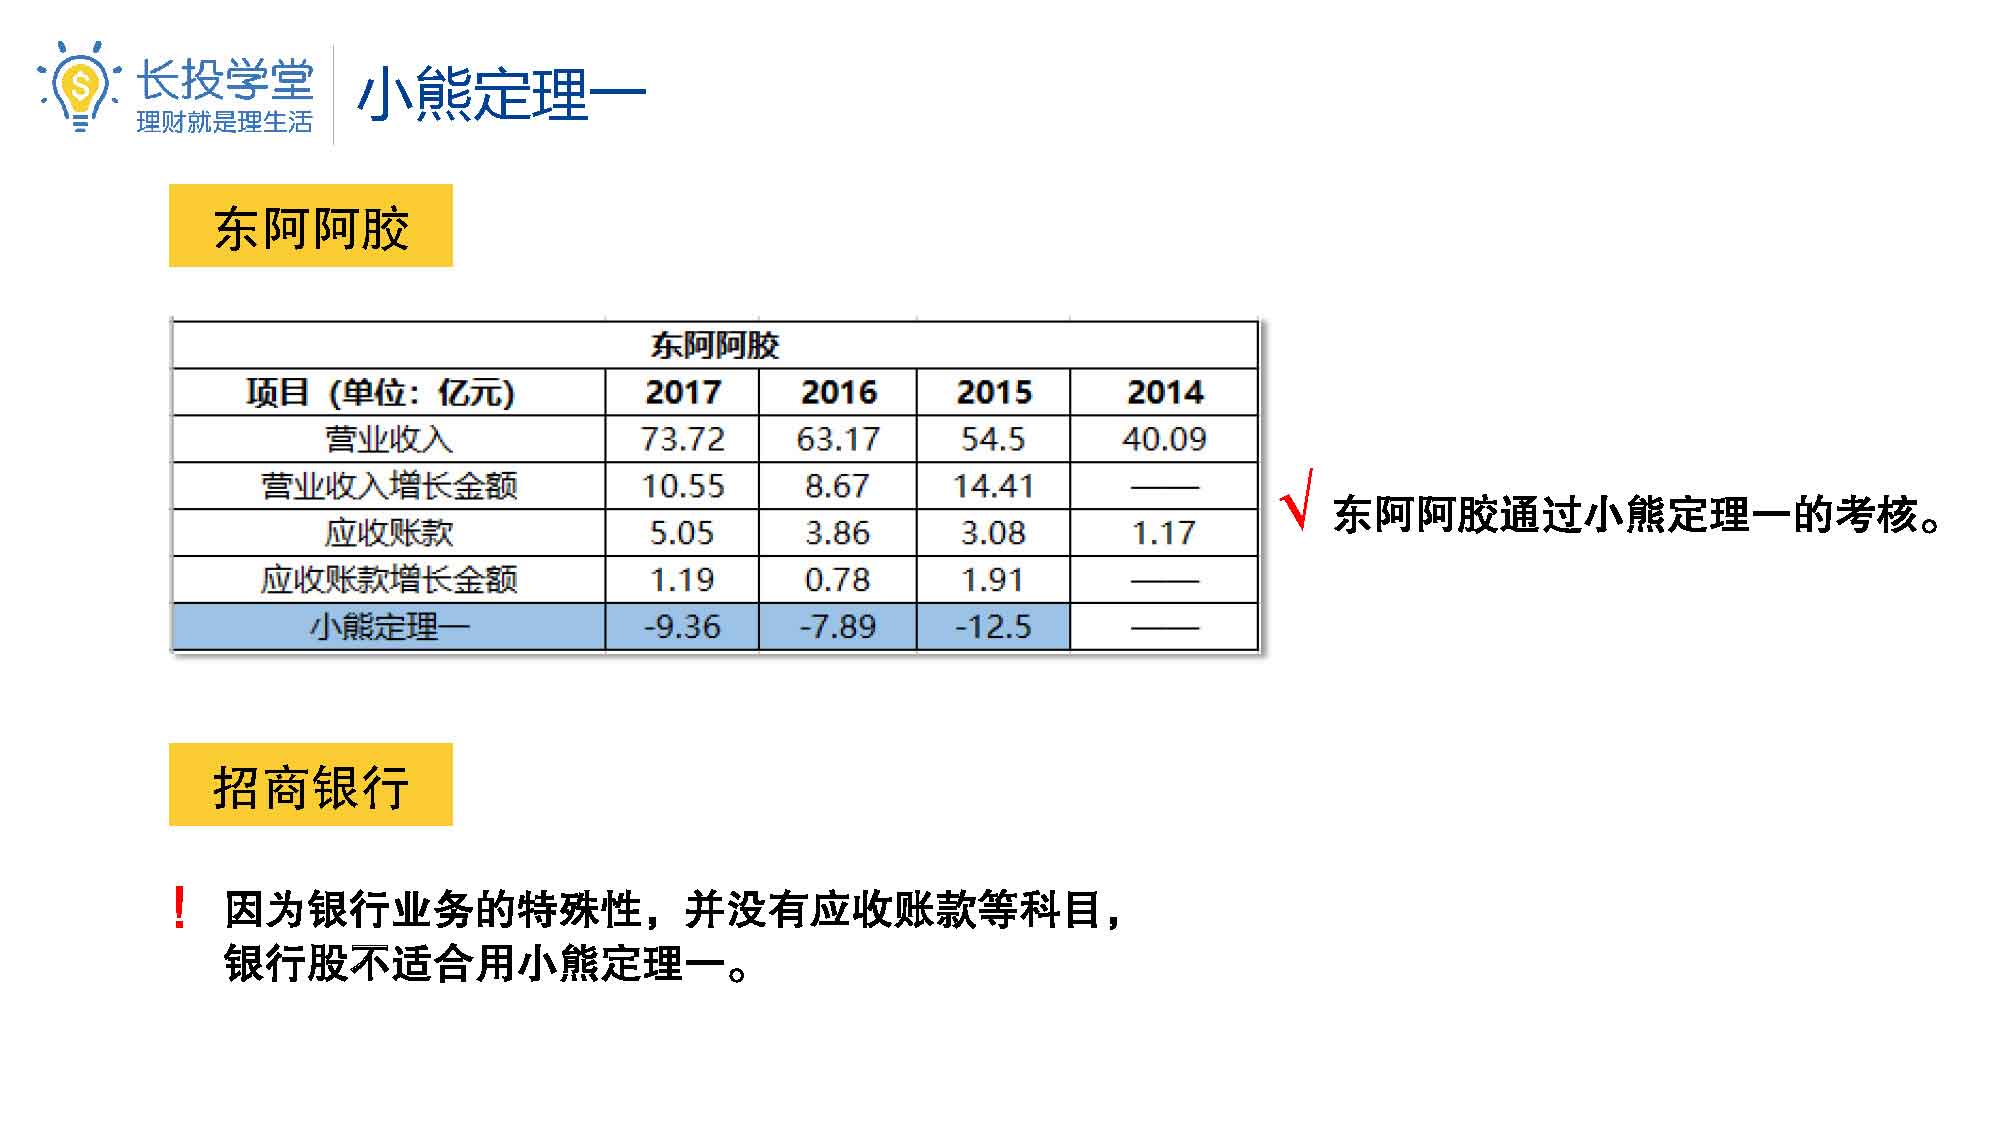 长投学堂
理财就是理生活
小熊定理一
东阿阿胶
东阿阿胶
项目（单位：亿元） 2017 2016 2015 2014
营业收入 73.72 63.17 54.5 40.09
营业收入增长金额 10.55 8.67 14.41 ——
应收账款 5.05 3.86 3.08 1.17
应收账款增长金额 1.19 0.78 1.91 ——
小熊定理一 -9.36 -7.89 -12.5 ——
√ 东阿阿胶通过小熊定理一的考核。
招商银行
！ 因为银行业务的特殊性，并没有应收账款等科目，
银行股不适合用小熊定理一。